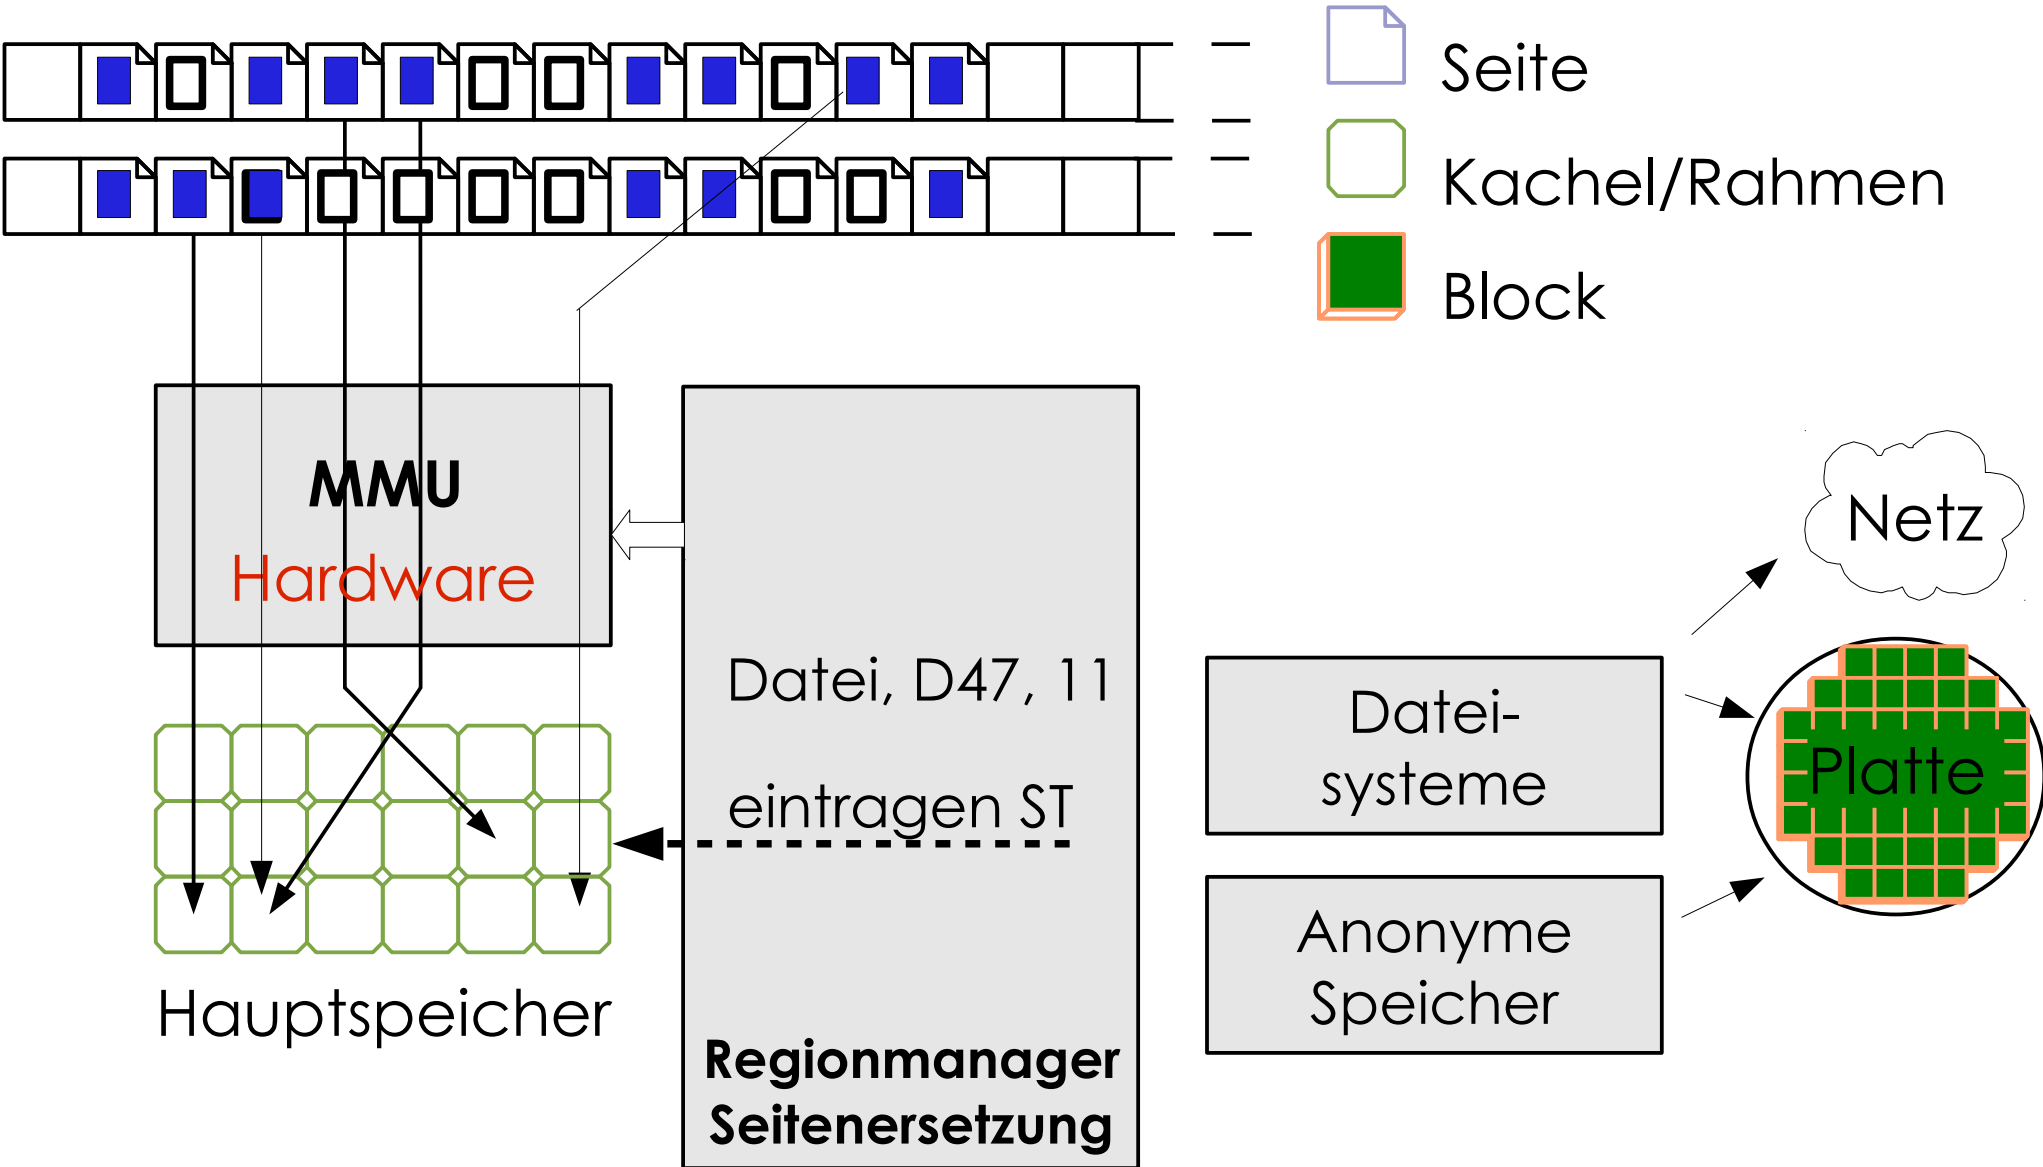 Seite
Kachel/Rahmen
Block
MMU
Hardware
Datei, D47, 11
eintragen ST
Regionmanager
Seitenersetzung
Hauptspeicher
Datei-
systeme
Anonyme
Speicher
Netz
Platte